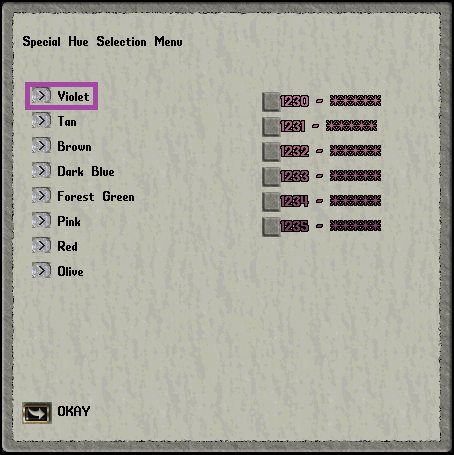 Special Hue Selection Menu
Violet
Tan
Brown
Dark Blue
Forest Green
Pink
Red
Olive
1230 - *******
1231 - *******
1232 - *******
1233 - *******
1234 - *******
1235 - *******
OKAY